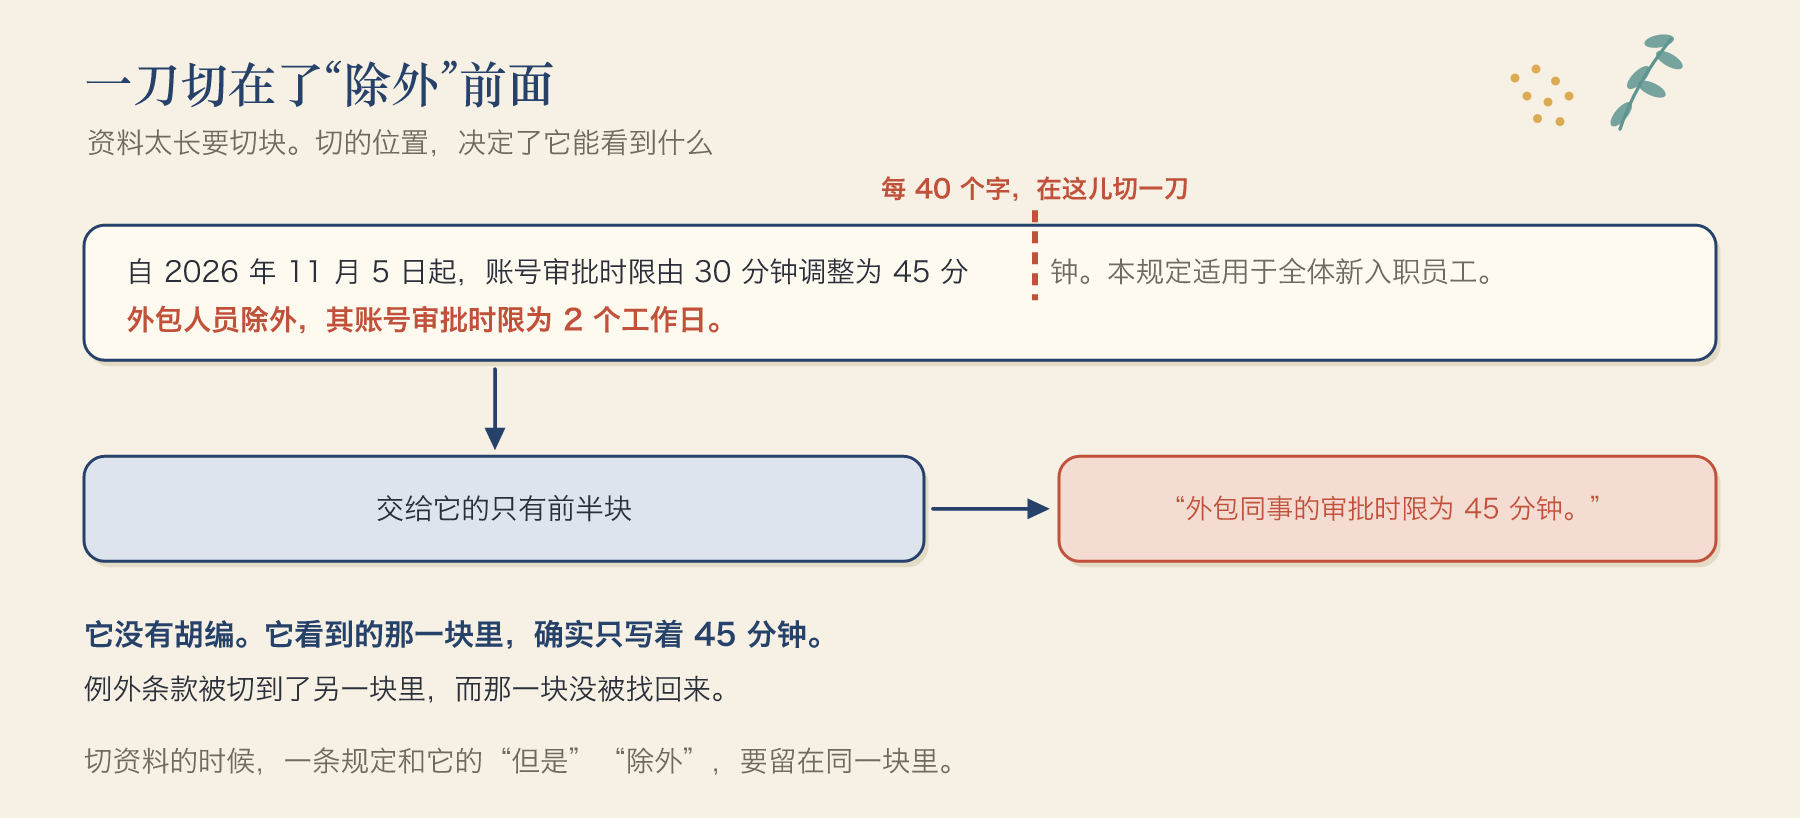 一刀切在了“除外”前面
资料太长要切块。切的位置，决定了它能看到什么
每 40 个字，在这儿切一刀
自 2026 年 11 月 5 日起，账号审批时限由 30 分钟调整为 45 分 钟。本规定适用于全体新入职员工。
外包人员除外，其账号审批时限为 2 个工作日。
交给它的只有前半块
“外包同事的审批时限为 45 分钟。”
它没有胡编。它看到的那一块里，确实只写着 45 分钟。
例外条款被切到了另一块里，而那一块没被找回来。
切资料的时候，一条规定和它的“但是”“除外”，要留在同一块里。